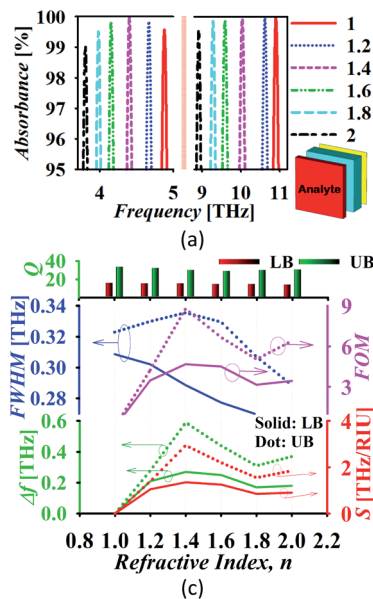 Absorbance [%]
100
99
98
97
96
95
4 5 9 10 11
Frequency [THz]
1
1.2
1.4
1.6
1.8
2
Analyte
(a)
Q
40
20
0
LB UB
FWHM [THz]
0.34
0.32
0.30
0.28
9
6
3
FOM
Solid: LB
Dot: UB
Δf [THz]
0.6
0.4
0.2
0.0
4
2
0
S [THz/RIU]
0.8 1.0 1.2 1.4 1.6 1.8 2.0 2.2
Refractive Index, n
(c)